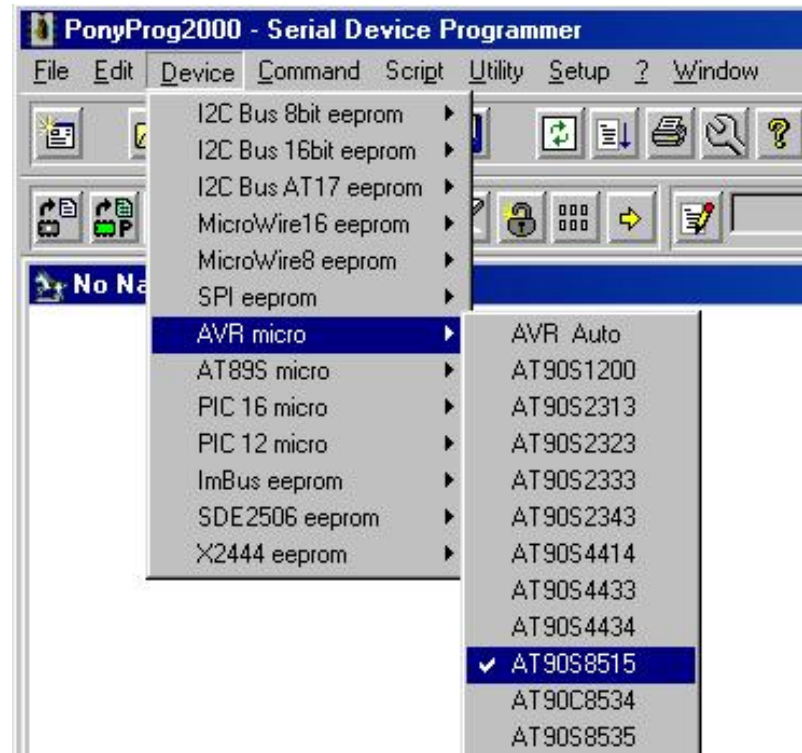 PonyProg2000 - Serial Device Programmer
File Edit Device Command Script Utility Setup ? Window
I2C Bus 8bit eeprom
I2C Bus 16bit eeprom
I2C Bus AT17 eeprom
MicroWire16 eeprom
MicroWire8 eeprom
No Na
SPI eeprom
AVR micro
AT89S micro
PIC 16 micro
PIC 12 micro
ImBus eeprom
SDE2506 eeprom
X2444 eeprom
AVR Auto
AT90S1200
AT90S2313
AT90S2323
AT90S2333
AT90S2343
AT90S4414
AT90S4433
AT90S4434
AT90S8515
AT90C8534
AT90S8535